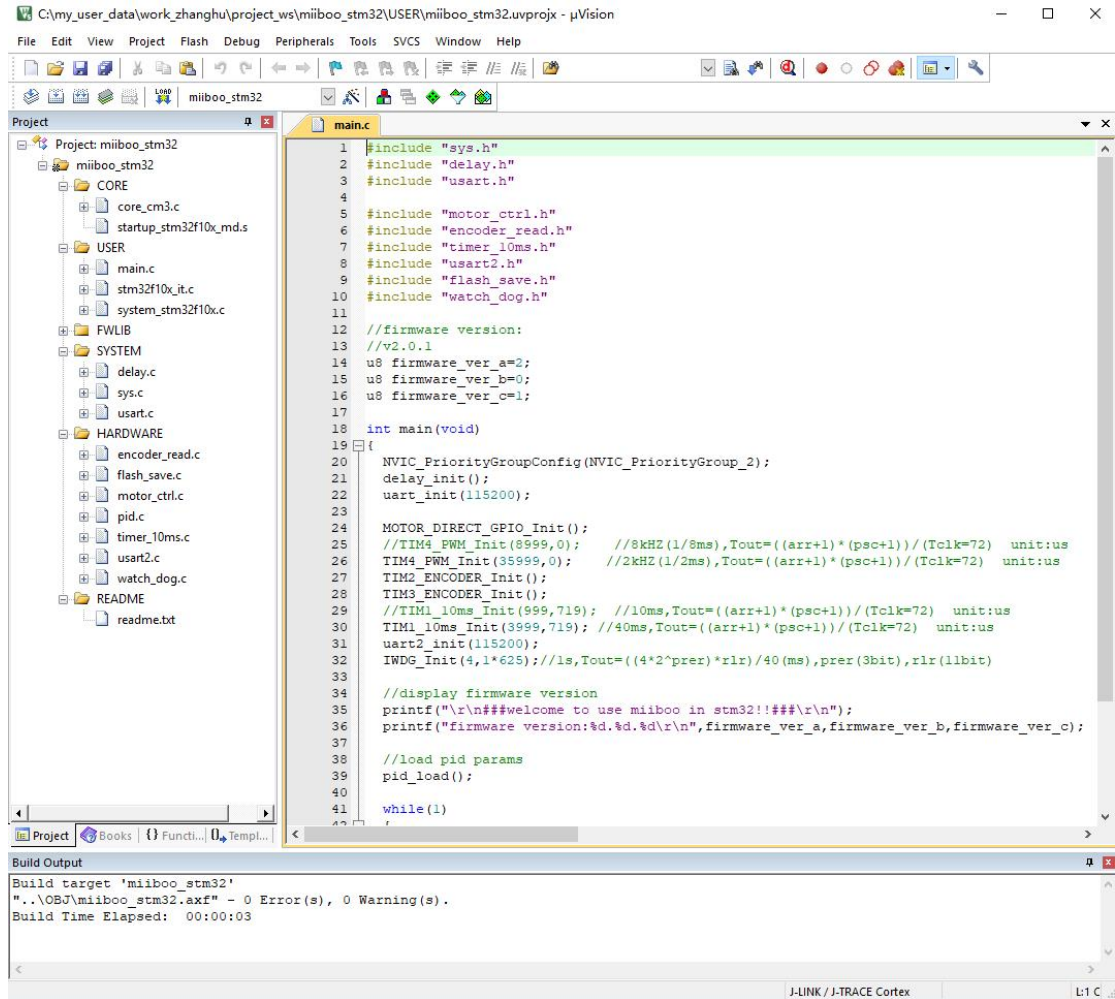 C:\my_user_data\work_zhanghu\project_ws\miiboo_stm32\USER\miiboo_stm32.uvprojx - µVision
File Edit View Project Flash Debug Peripherals Tools SVCS Window Help
LOAD miiboo_stm32
Project
main.c
Project: miiboo_stm32
miiboo_stm32
CORE
core_cm3.c
startup_stm32f10x_md.s
USER
main.c
stm32f10x_it.c
system_stm32f10x.c
FWLIB
SYSTEM
delay.c
sys.c
usart.c
HARDWARE
encoder_read.c
flash_save.c
motor_ctrl.c
pid.c
timer_10ms.c
usart2.c
watch_dog.c
README
readme.txt
1 #include "sys.h"
2 #include "delay.h"
3 #include "usart.h"
4
5 #include "motor_ctrl.h"
6 #include "encoder_read.h"
7 #include "timer_10ms.h"
8 #include "usart2.h"
9 #include "flash_save.h"
10 #include "watch_dog.h"
11
12 //firmware version:
13 //v2.0.1
14 u8 firmware_ver_a=2;
15 u8 firmware_ver_b=0;
16 u8 firmware_ver_c=1;
17
18 int main(void)
19 {
20 NVIC_PriorityGroupConfig(NVIC_PriorityGroup_2);
21 delay_init();
22 uart_init(115200);
23
24 MOTOR_DIRECT_GPIO_Init();
25 //TIM4_PWM_Init(8999,0); //8kHZ(1/8ms),Tout=((arr+1)*(psc+1))/(Tclk=72) unit:us
26 TIM4_PWM_Init(35999,0); //2kHZ(1/2ms),Tout=((arr+1)*(psc+1))/(Tclk=72) unit:us
27 TIM2_ENCODER_Init();
28 TIM3_ENCODER_Init();
29 //TIM1_10ms_Init(999,719); //10ms,Tout=((arr+1)*(psc+1))/(Tclk=72) unit:us
30 TIM1_10ms_Init(3999,719); //40ms,Tout=((arr+1)*(psc+1))/(Tclk=72) unit:us
31 uart2_init(115200);
32 IWDG_Init(4,1*625);//1s,Tout=((4*2^prer)*rlr)/40(ms),prer(3bit),rlr(11bit)
33
34 //display firmware version
35 printf("\r\n###welcome to use miiboo in stm32!!###\r\n");
36 printf("firmware version:%d.%d.%d\r\n",firmware_ver_a,firmware_ver_b,firmware_ver_c);
37
38 //load pid params
39 pid_load();
40
41 while(1)
42 {
Project Books {} Functi... Templ...
Build Output
Build target 'miiboo_stm32'
"..\OBJ\miiboo_stm32.axf" - 0 Error(s), 0 Warning(s).
Build Time Elapsed: 00:00:03
J-LINK / J-TRACE Cortex L:1 C